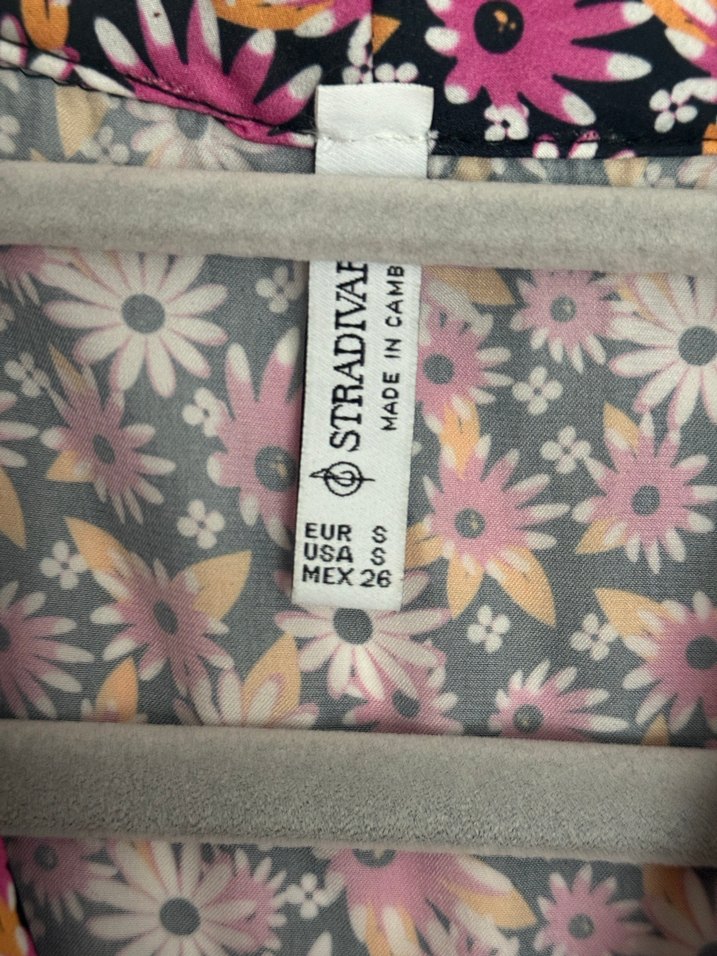 STRADIVAR
MADE IN CAMB
EUR S
USA S
MEX 26